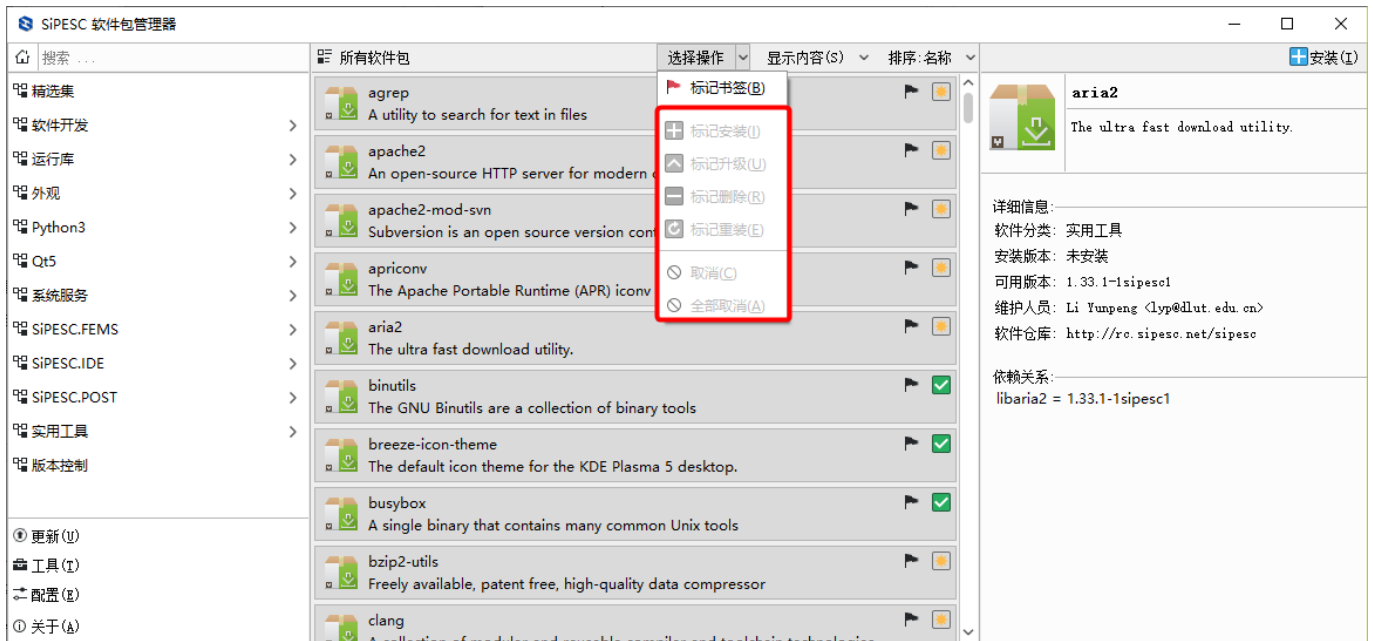 SiPESC 软件包管理器
搜索 ...
所有软件包
选择操作
显示内容(S)
排序:名称
安装(I)
精选集
软件开发
运行库
外观
Python3
Qt5
系统服务
SiPESC.FEMS
SiPESC.IDE
SiPESC.POST
实用工具
版本控制
更新(U)
工具(T)
配置(E)
关于(A)
标记书签(B)
标记安装(I)
标记升级(U)
标记删除(R)
标记重装(E)
取消(C)
全部取消(A)
agrep
A utility to search for text in files
apache2
An open-source HTTP server for modern
apache2-mod-svn
Subversion is an open source version
apriconv
The Apache Portable Runtime (APR) iconv
aria2
The ultra fast download utility.
binutils
The GNU Binutils are a collection of binary tools
breeze-icon-theme
The default icon theme for the KDE Plasma 5 desktop.
busybox
A single binary that contains many common Unix tools
bzip2-utils
Freely available, patent free, high-quality data compressor
clang
A collection of modular and reusable compiler and toolchain technologies
aria2
The ultra fast download utility.
详细信息:
软件分类: 实用工具
安装版本: 未安装
可用版本: 1.33.1-1sipesc1
维护人员: Li Yunpeng <lyp@dlut.edu.cn>
软件仓库: http://rc.sipesc.net/sipesc
依赖关系:
libaria2 = 1.33.1-1sipesc1